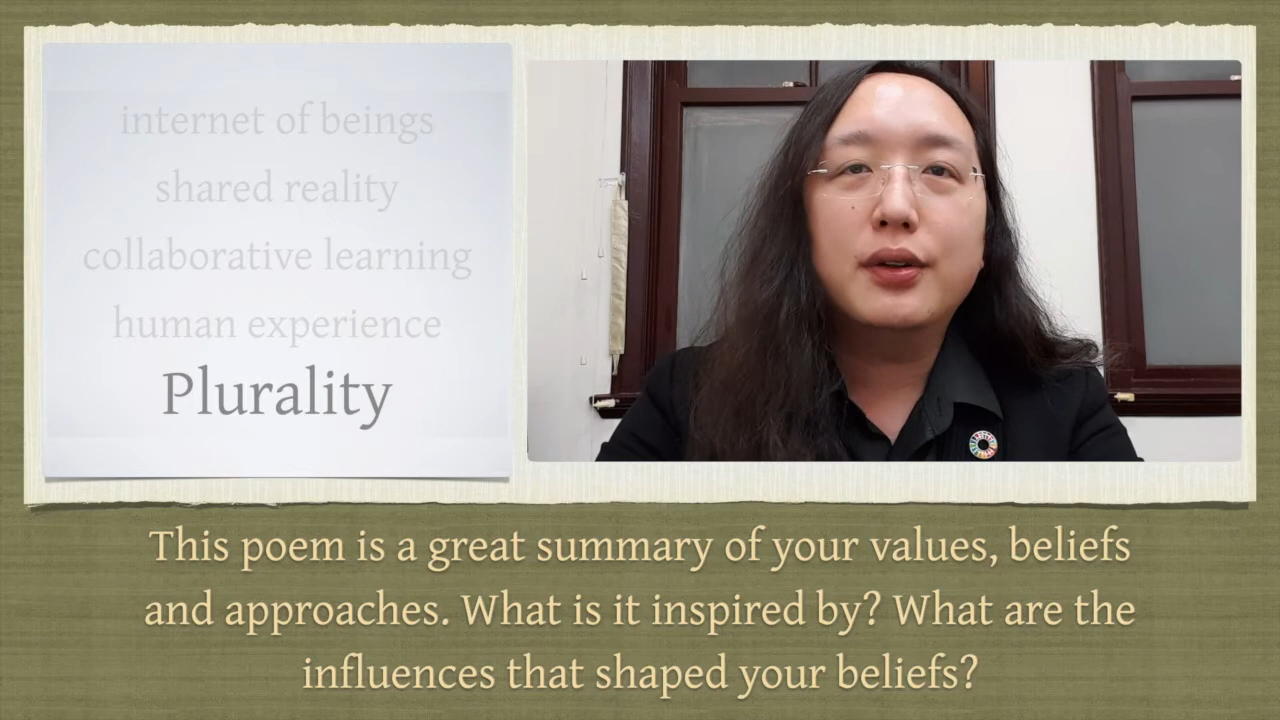 internet of beings
shared reality
collaborative learning
human experience
Plurality
This poem is a great summary of your values, beliefs
and approaches. What is it inspired by? What are the
influences that shaped your beliefs?